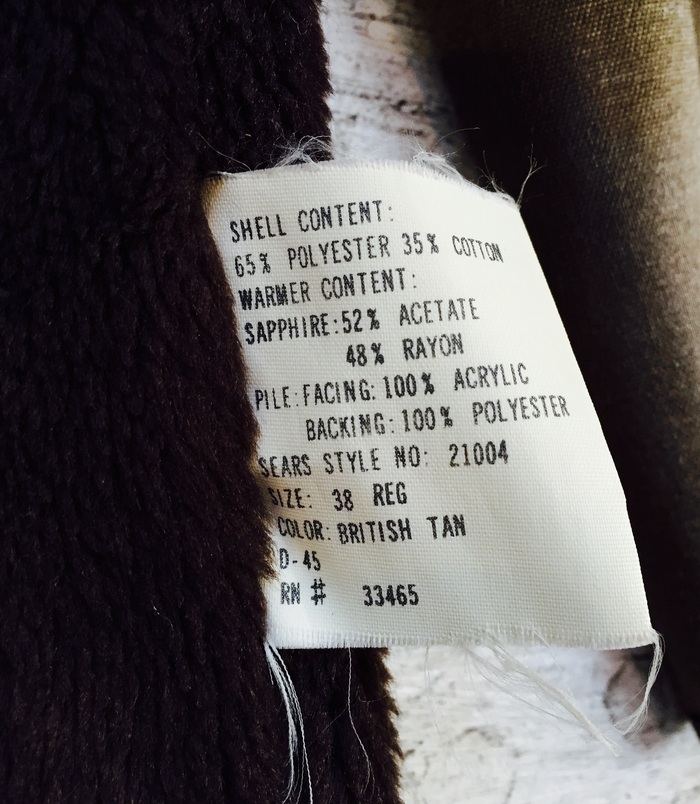 SHELL CONTENT:
65% POLYESTER 35% COTTON
WARMER CONTENT:
SAPPHIRE:52% ACETATE
48% RAYON
PILE:FACING: 100% ACRYLIC
BACKING: 100% POLYESTER
SEARS STYLE NO: 21004
SIZE: 38 REG
COLOR: BRITISH TAN
D-45
RN # 33465